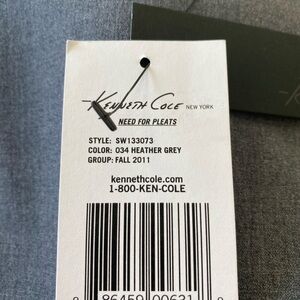 KENNETH COLE NEW YORK
NEED FOR PLEATS
STYLE: SW133073
COLOR: 034 HEATHER GREY
GROUP: FALL 2011
kennethcole.com
1-800-KEN-COLE